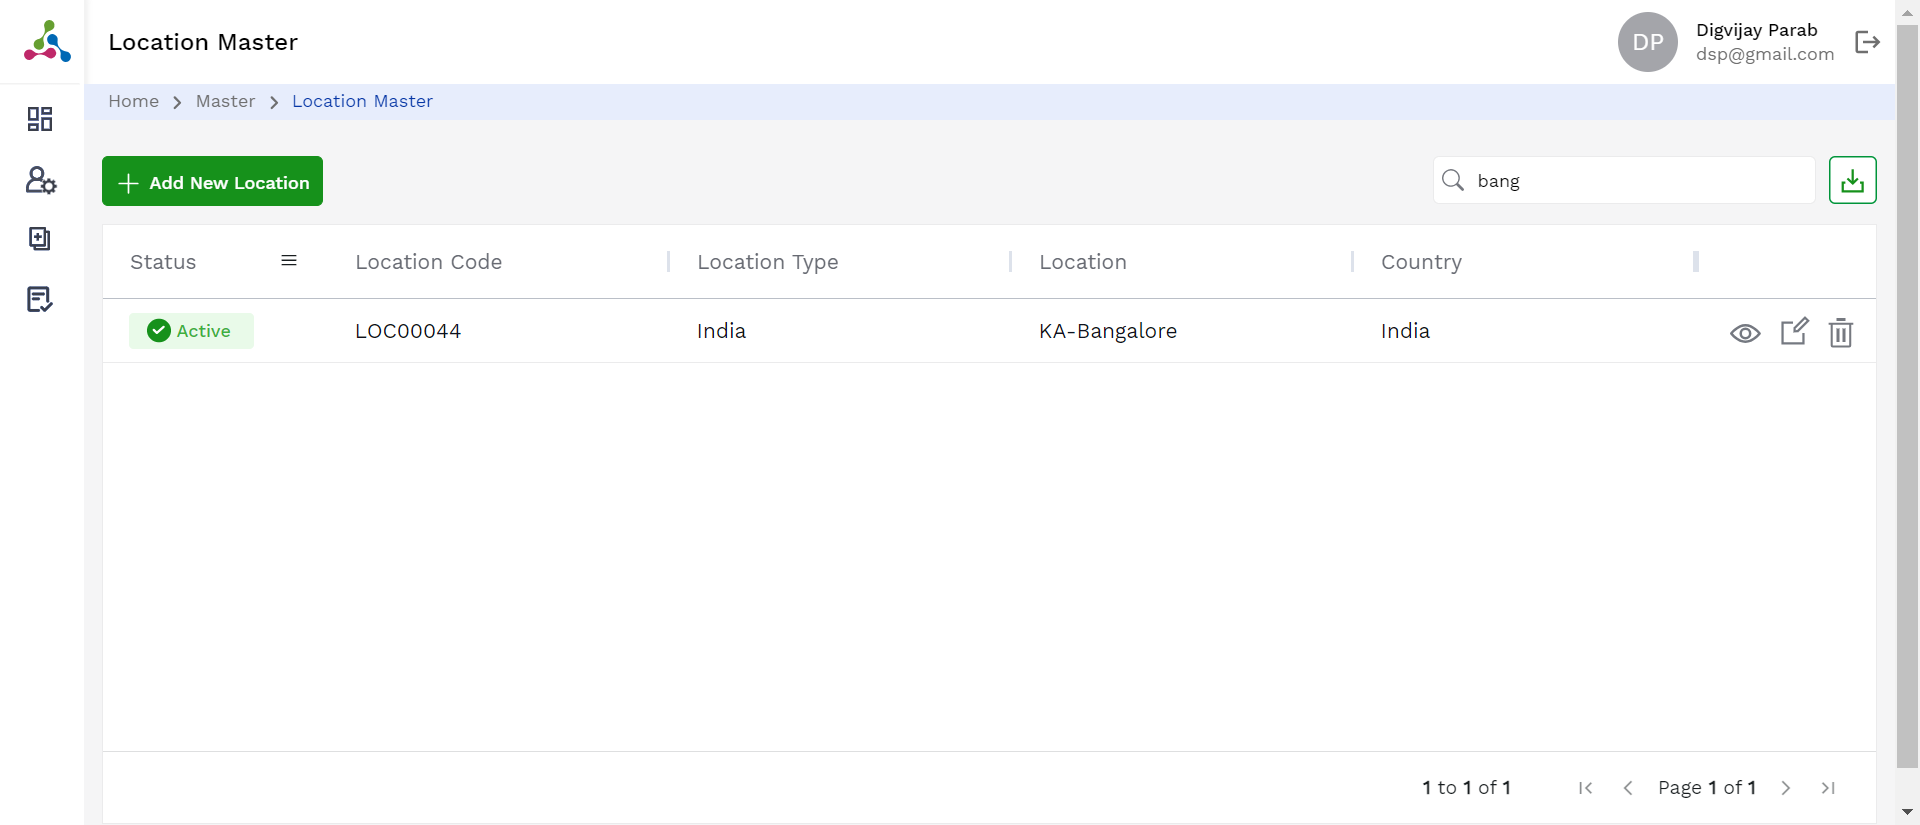 Location Master
DP
Digvijay Parab
dsp@gmail.com
Home > Master > Location Master
Add New Location
bang
Status Location Code Location Type Location Country
Active LOC00044 India KA-Bangalore India
1 to 1 of 1 Page 1 of 1